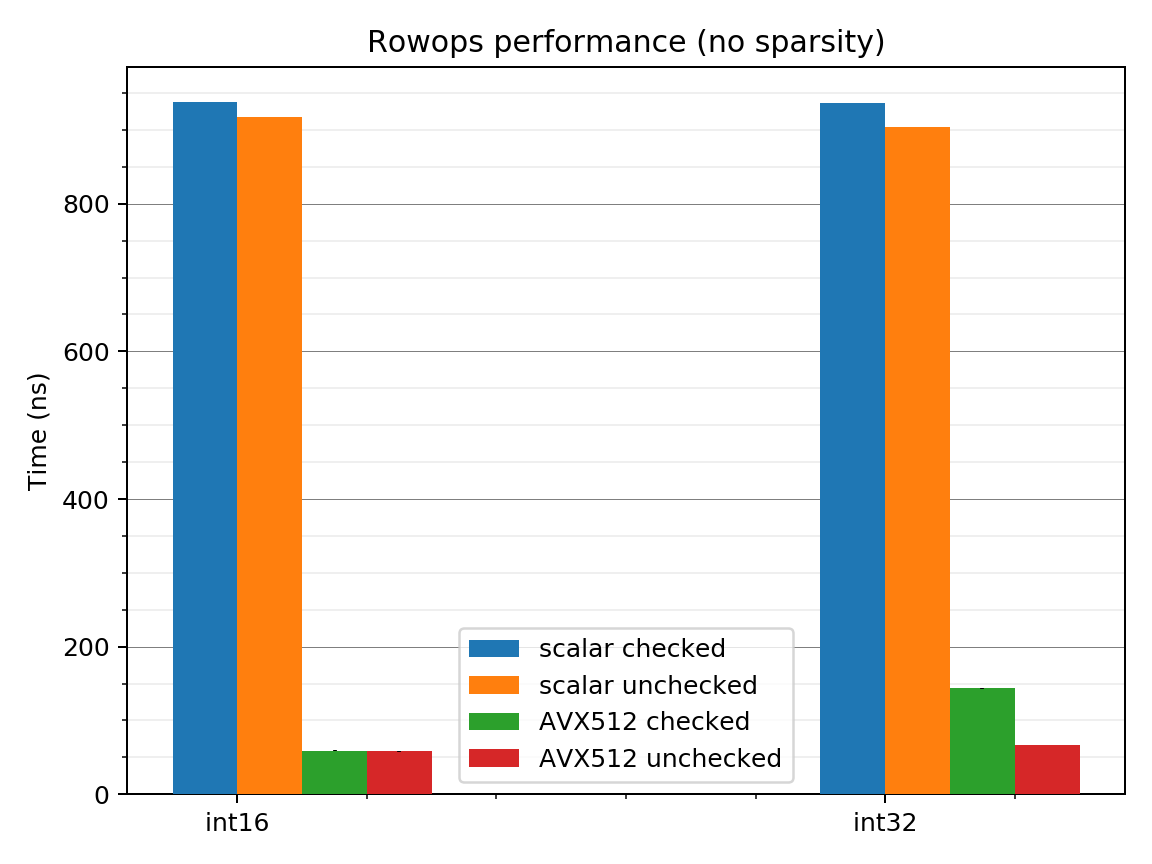 Rowops performance (no sparsity)
Time (ns)
800
600
400
200
0
scalar checked
scalar unchecked
AVX512 checked
AVX512 unchecked
int16
int32